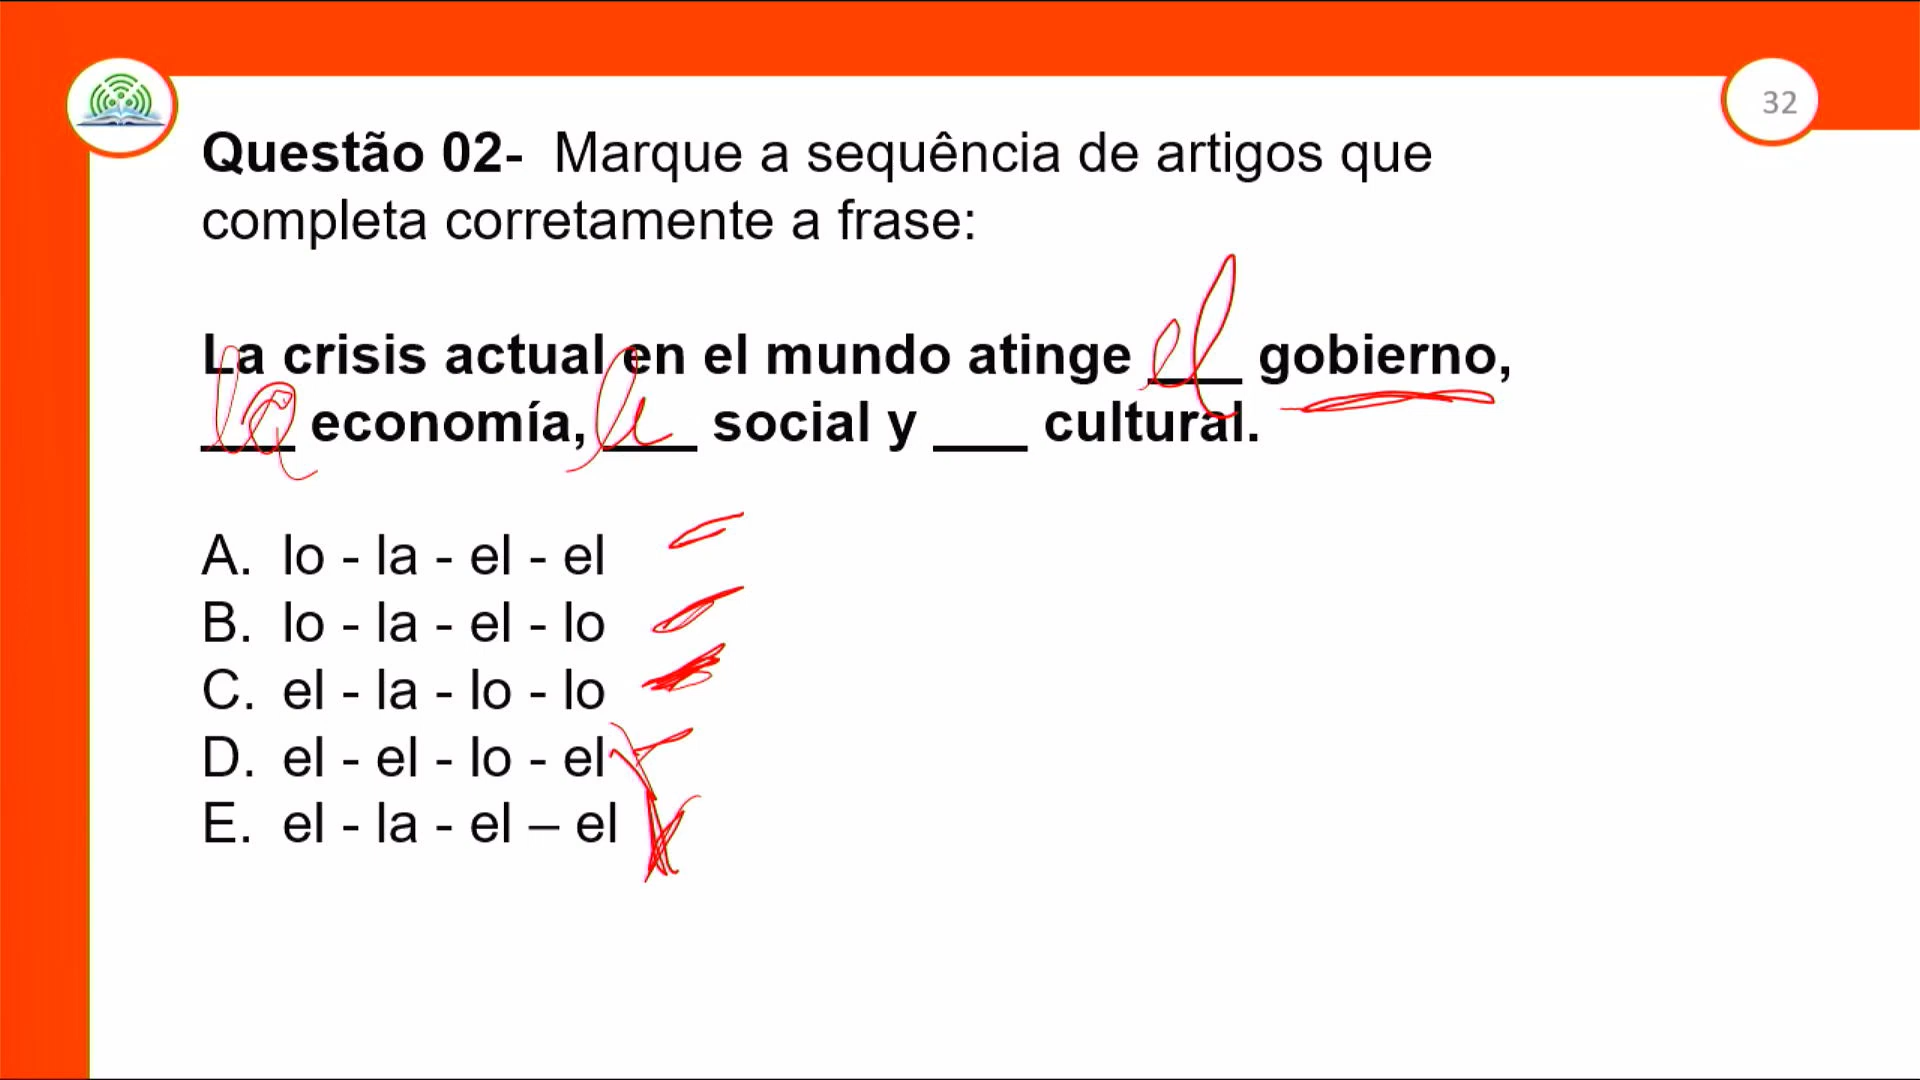 32
Questão 02- Marque a sequência de artigos que
completa corretamente a frase:
La crisis actual en el mundo atinge ___ el gobierno,
___ la economía, ___ social y ___ cultural.
A. lo - la - el - el
B. lo - la - el - lo
C. el - la - lo - lo
D. el - el - lo - el
E. el - la - el – el